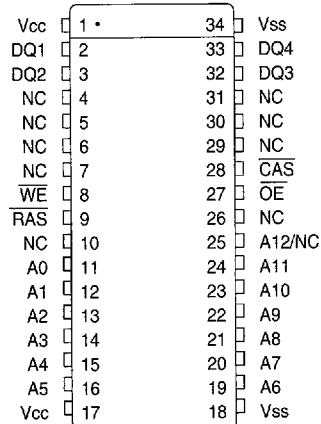 Vcc 1 34 Vss
DQ1 2 33 DQ4
DQ2 3 32 DQ3
NC 4 31 NC
NC 5 30 NC
NC 6 29 NC
NC 7 28 CAS
WE 8 27 OE
RAS 9 26 NC
NC 10 25 A12/NC
A0 11 24 A11
A1 12 23 A10
A2 13 22 A9
A3 14 21 A8
A4 15 20 A7
A5 16 19 A6
Vcc 17 18 Vss